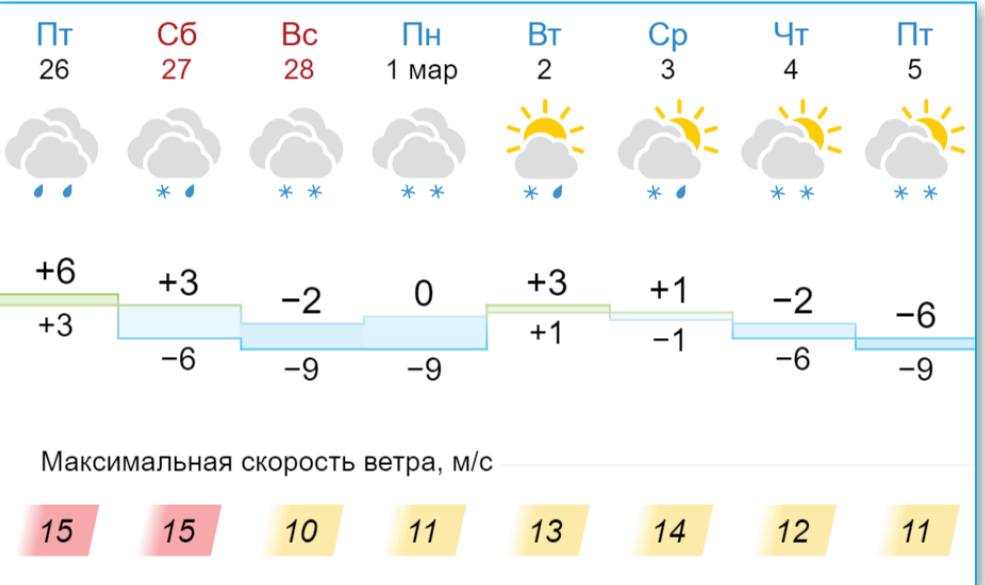 Пт Сб Вс Пн Вт Ср Чт Пт
26 27 28 1 мар 2 3 4 5
+6 +3 −2 0 +3 +1 −2 −6
+3 −6 −9 −9 +1 −1 −6 −9
Максимальная скорость ветра, м/с
15 15 10 11 13 14 12 11